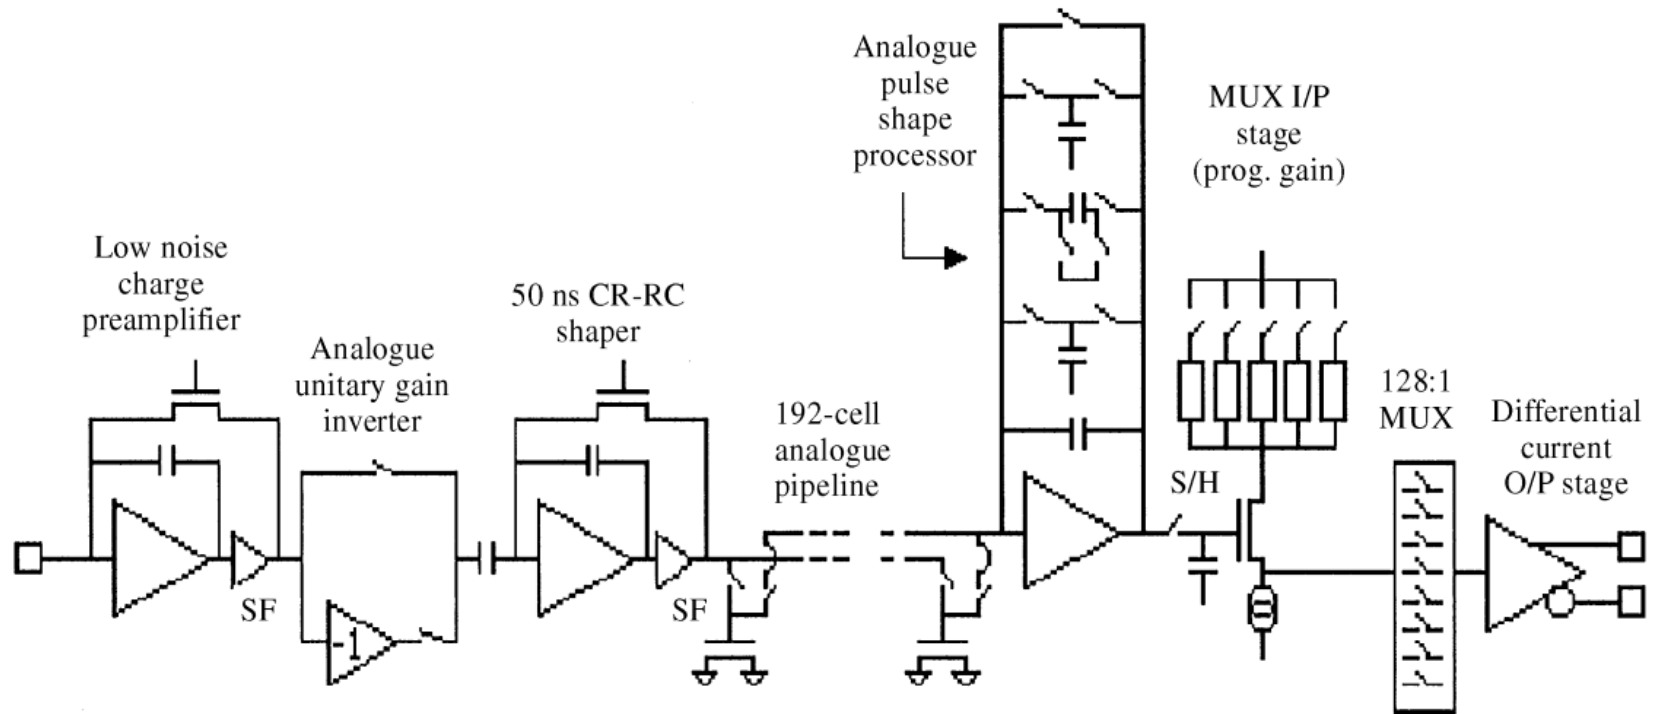 Low noise
charge
preamplifier
SF
Analogue
unitary gain
inverter
-1
50 ns CR-RC
shaper
SF
192-cell
analogue
pipeline
Analogue
pulse
shape
processor
S/H
MUX I/P
stage
(prog. gain)
128:1
MUX
Differential
current
O/P stage